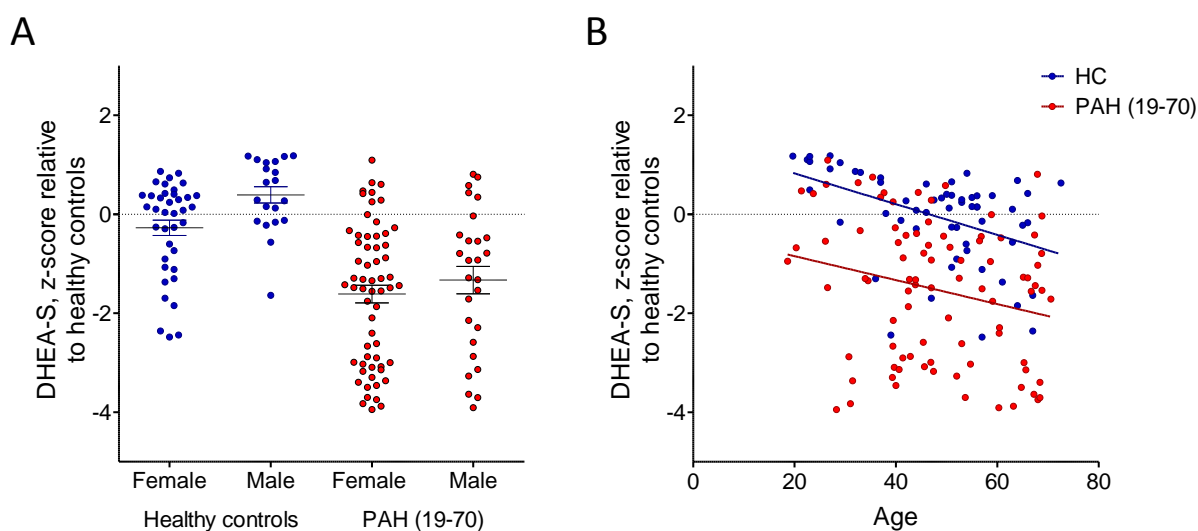 A
DHEA-S, z-score relative
to healthy controls
2
0
-2
-4
Female Male Female Male
Healthy controls PAH (19-70)
B
HC
PAH (19-70)
DHEA-S, z-score relative
to healthy controls
2
0
-2
-4
0 20 40 60 80
Age